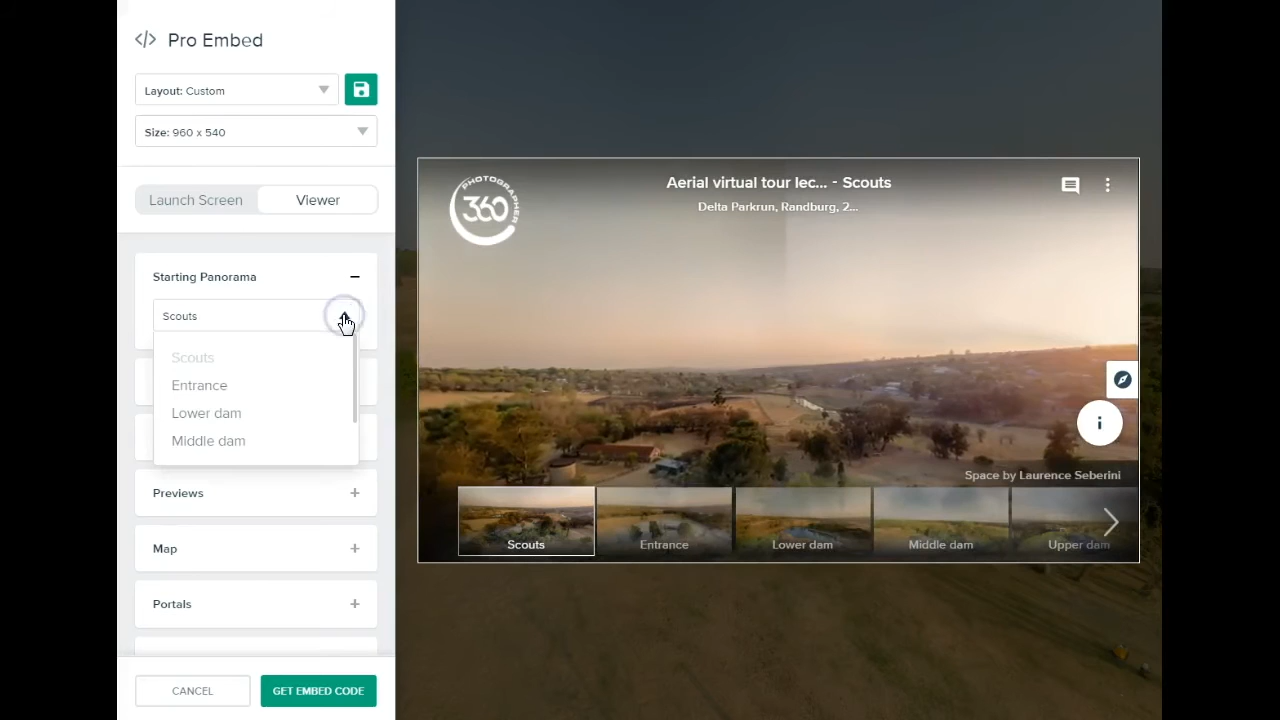 </> Pro Embed
Layout: Custom
Size: 960 x 540
Launch Screen
Viewer
Starting Panorama
Scouts
Scouts
Entrance
Lower dam
Middle dam
Previews
Map
Portals
CANCEL
GET EMBED CODE
PHOTOGRAPHER
360
Aerial virtual tour lec... - Scouts
Delta Parkrun, Randburg, 2...
i
Space by Laurence Seberini
Scouts
Entrance
Lower dam
Middle dam
Upper dam